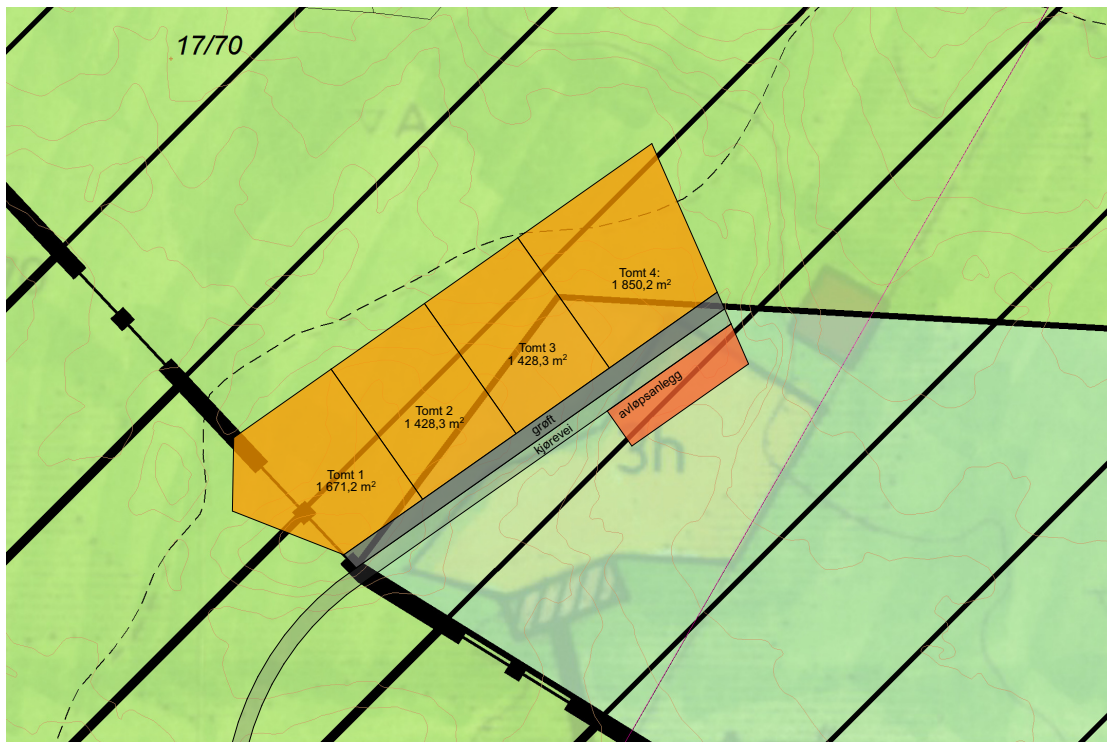 17/70
A
Tomt 4:
1 850,2 m²
Tomt 3
1 428,3 m²
Tomt 2
1 428,3 m²
Tomt 1
1 671,2 m²
grøft
kjørevei
avløpsanlegg